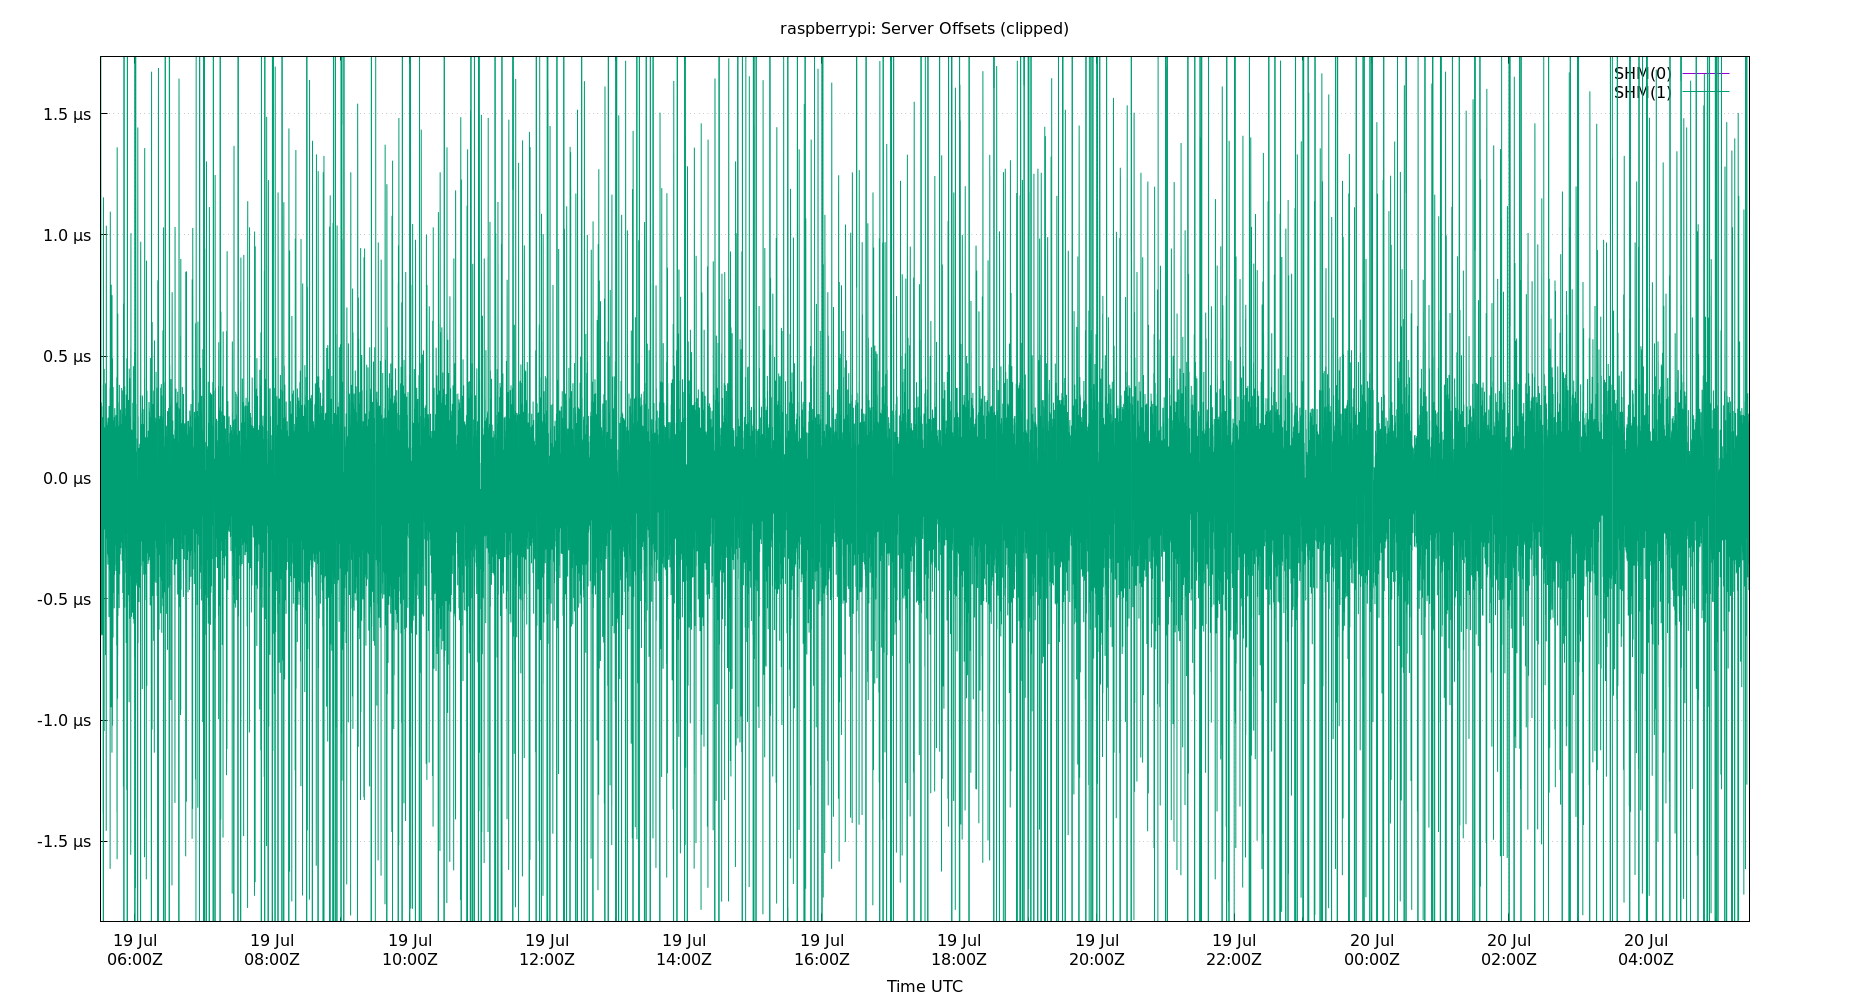 raspberrypi: Server Offsets (clipped)
SHM(0)
SHM(1)
1.5 µs
1.0 µs
0.5 µs
0.0 µs
-0.5 µs
-1.0 µs
-1.5 µs
19 Jul 19 Jul 19 Jul 19 Jul 19 Jul 19 Jul 19 Jul 19 Jul 19 Jul 20 Jul 20 Jul 20 Jul
06:00Z 08:00Z 10:00Z 12:00Z 14:00Z 16:00Z 18:00Z 20:00Z 22:00Z 00:00Z 02:00Z 04:00Z
Time UTC